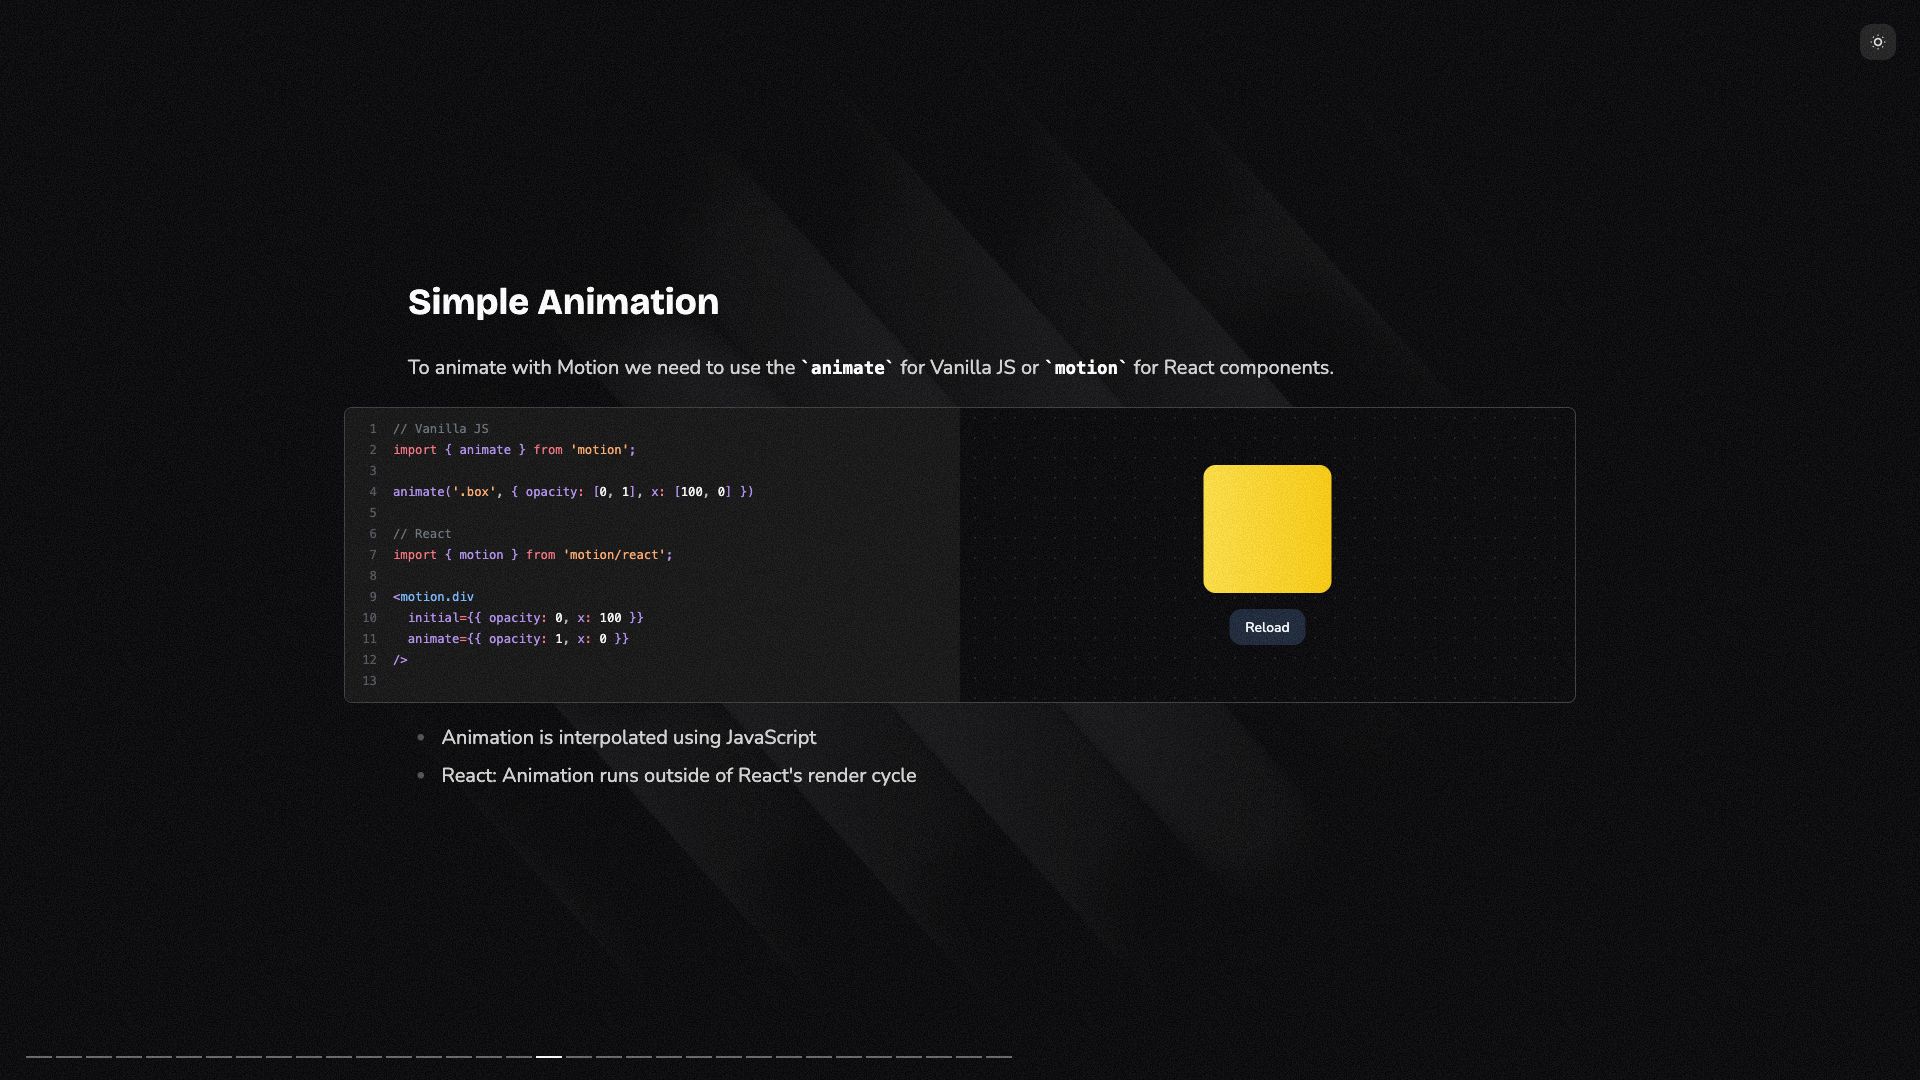 Simple Animation
To animate with Motion we need to use the `animate` for Vanilla JS or `motion` for React components.
1 // Vanilla JS
2 import { animate } from 'motion';
3
4 animate('.box', { opacity: [0, 1], x: [100, 0] })
5
6 // React
7 import { motion } from 'motion/react';
8
9 <motion.div
10   initial={{ opacity: 0, x: 100 }}
11   animate={{ opacity: 1, x: 0 }}
12 />
13
Reload
Animation is interpolated using JavaScript
React: Animation runs outside of React's render cycle